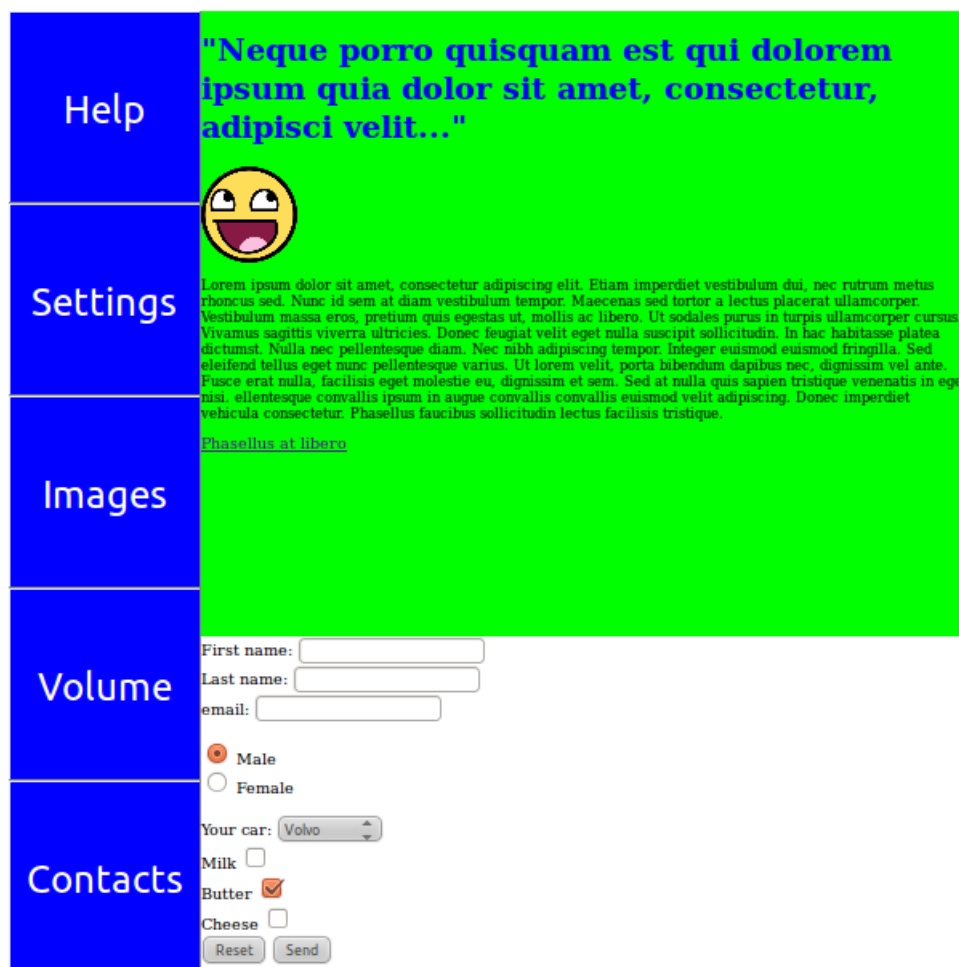 Help
Settings
Images
Volume
Contacts
"Neque porro quisquam est qui dolorem
ipsum quia dolor sit amet, consectetur,
adipisci velit..."
Lorem ipsum dolor sit amet, consectetur adipiscing elit. Etiam imperdiet vestibulum dui, nec rutrum metus
rhoncus sed. Nunc id sem at diam vestibulum tempor. Maecenas sed tortor a lectus placerat ullamcorper.
Vestibulum massa eros, pretium quis egestas ut, mollis ac libero. Ut sodales purus in turpis ullamcorper cursus.
Vivamus sagittis viverra ultricies. Donec feugiat velit eget nulla suscipit sollicitudin. In hac habitasse platea
dictumst. Nulla nec pellentesque diam. Nec nibh adipiscing tempor. Integer euismod euismod fringilla. Sed
eleifend tellus eget nunc pellentesque varius. Ut lorem velit, porta bibendum dapibus nec, dignissim vel ante.
Fusce erat nulla, facilisis eget molestie eu, dignissim et sem. Sed at nulla quis sapien tristique venenatis in ege
nisi. ellentesque convallis ipsum in augue convallis convallis euismod velit adipiscing. Donec imperdiet
vehicula consectetur. Phasellus faucibus sollicitudin lectus facilisis tristique.
Phasellus at libero
First name:
Last name:
email:
Male
Female
Your car: Volvo
Milk
Butter
Cheese
Reset Send